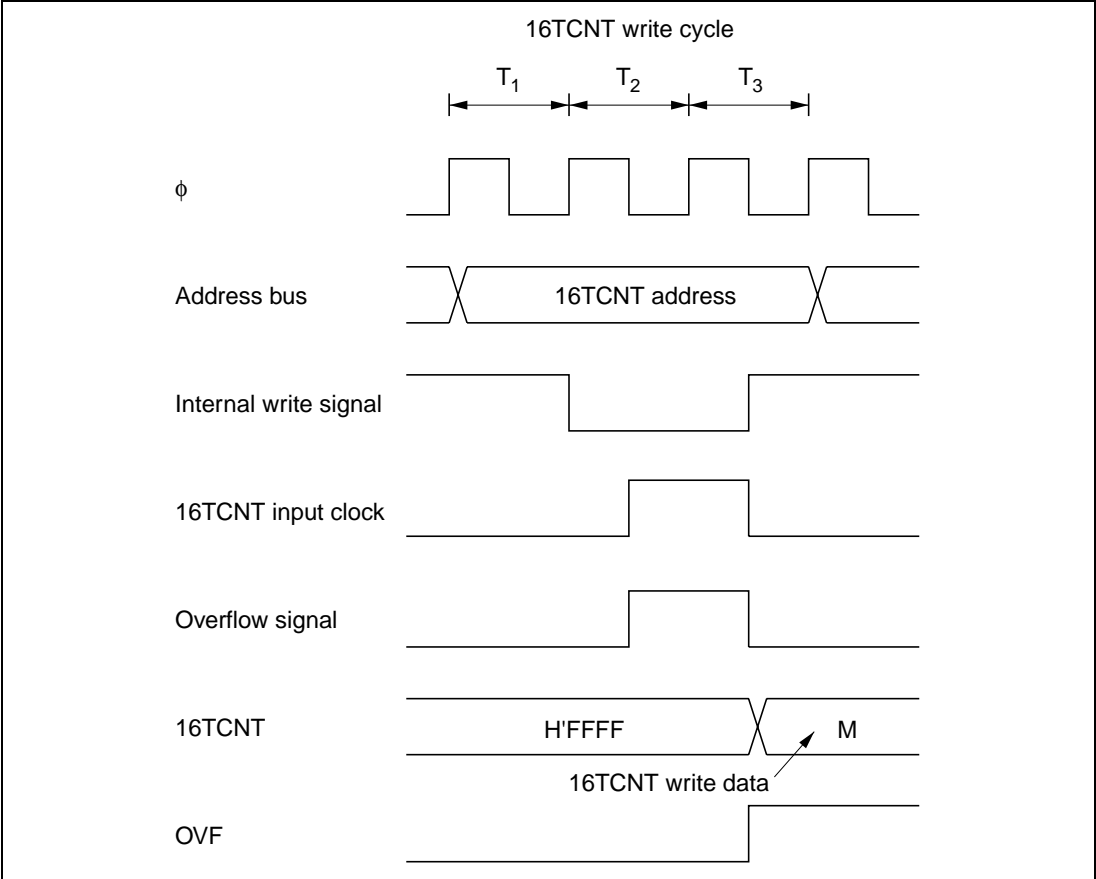 16TCNT write cycle
T1 T2 T3
ϕ
Address bus 16TCNT address
Internal write signal
16TCNT input clock
Overflow signal
16TCNT H'FFFF M
16TCNT write data
OVF